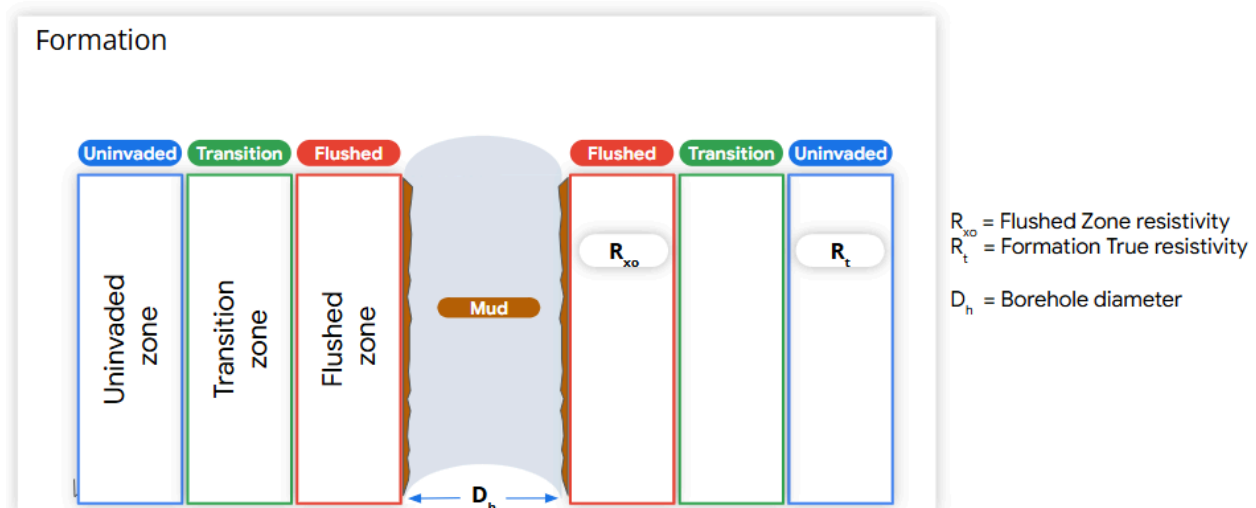 Formation
Uninvaded Transition Flushed Flushed Transition Uninvaded
Uninvaded
zone
Transition
zone
Flushed
zone
Mud
Rxo
Rt
Dh
Rxo = Flushed Zone resistivity
Rt = Formation True resistivity
Dh = Borehole diameter